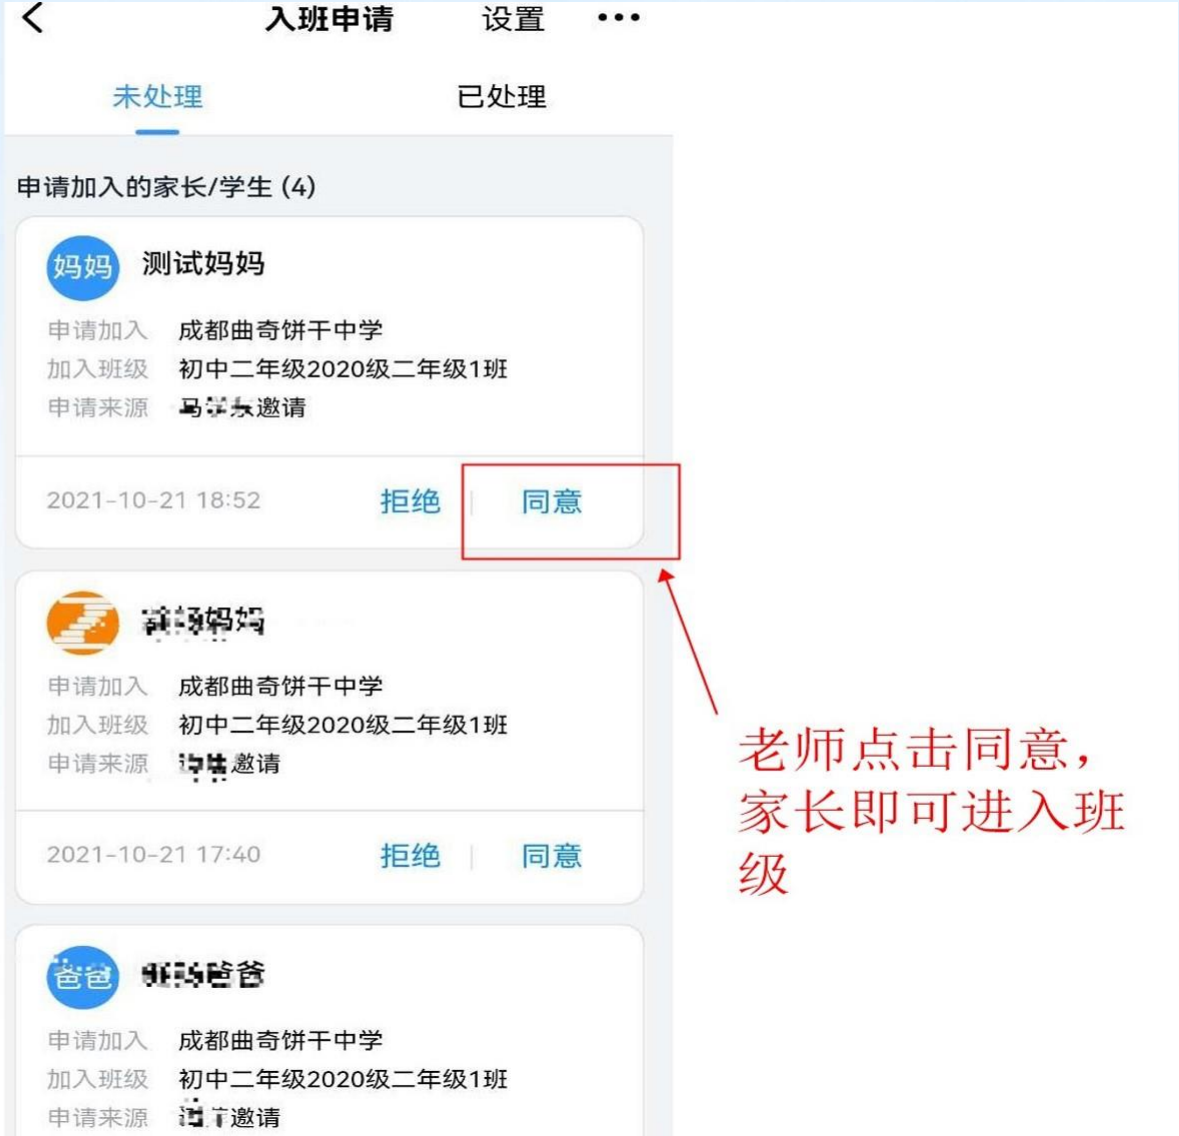 入班申请 设置
未处理 已处理
申请加入的家长/学生 (4)
妈妈 测试妈妈
申请加入 成都曲奇饼干中学
加入班级 初中二年级2020级二年级1班
申请来源 邀请
2021-10-21 18:52 拒绝 同意
妈妈
申请加入 成都曲奇饼干中学
加入班级 初中二年级2020级二年级1班
申请来源 邀请
2021-10-21 17:40 拒绝 同意
爸爸 爸爸
申请加入 成都曲奇饼干中学
加入班级 初中二年级2020级二年级1班
申请来源 邀请
老师点击同意，
家长即可进入班
级